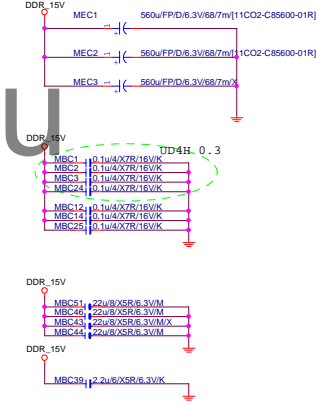 DDR_15V
MEC1 1 560u/FP/D/6.3V/68/7m/[11CO2-C85600-01R]
MEC2 1 560u/FP/D/6.3V/68/7m/[11CO2-C85600-01R]
MEC3 1 560u/FP/D/6.3V/68/7m/X
u
DDR_15V
UD4H 0.3
MBC1 0.1u/4/X7R/16V/K
MBC2 0.1u/4/X7R/16V/K
MBC3 0.1u/4/X7R/16V/K
MBC24 0.1u/4/X7R/16V/K
MBC12 0.1u/4/X7R/16V/K
MBC14 0.1u/4/X7R/16V/K
MBC25 0.1u/4/X7R/16V/K
DDR_15V
MBC51 22u/8/X5R/6.3V/M
MBC46 22u/8/X5R/6.3V/M
MBC43 22u/8/X5R/6.3V/M/X
MBC44 22u/8/X5R/6.3V/M
DDR_15V
MBC39 2.2u/6/X5R/6.3V/K